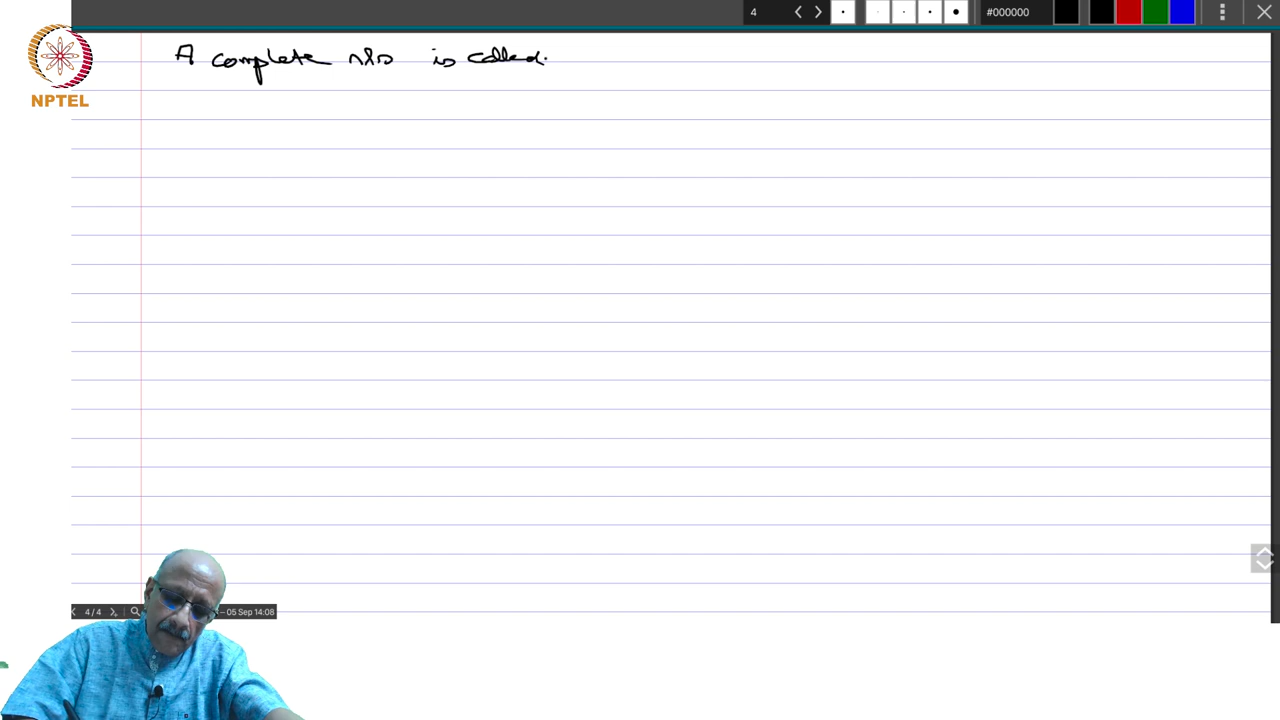 4
#000000
A complete nls is called.
NPTEL
4/4
– 05 Sep 14:08